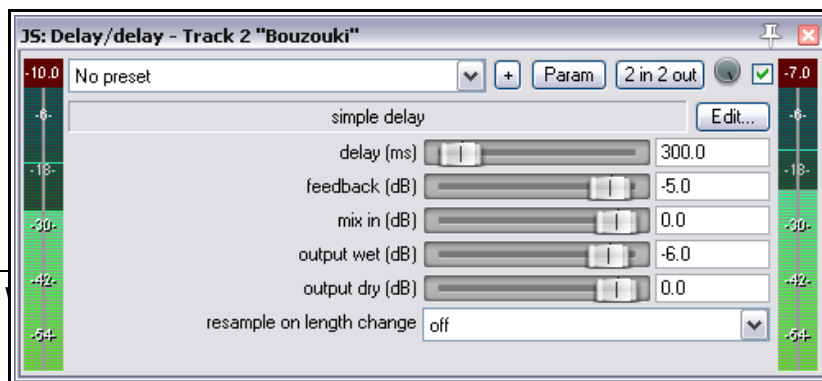 JS: Delay/delay - Track 2 "Bouzouki"
-10.0 No preset + Param 2 in 2 out -7.0
simple delay Edit...
delay (ms) 300.0
feedback (dB) -5.0
mix in (dB) 0.0
output wet (dB) -6.0
output dry (dB) 0.0
resample on length change off
-6-
-18-
-30-
-42-
-54-
-6-
-18-
-30-
-42-
-54-